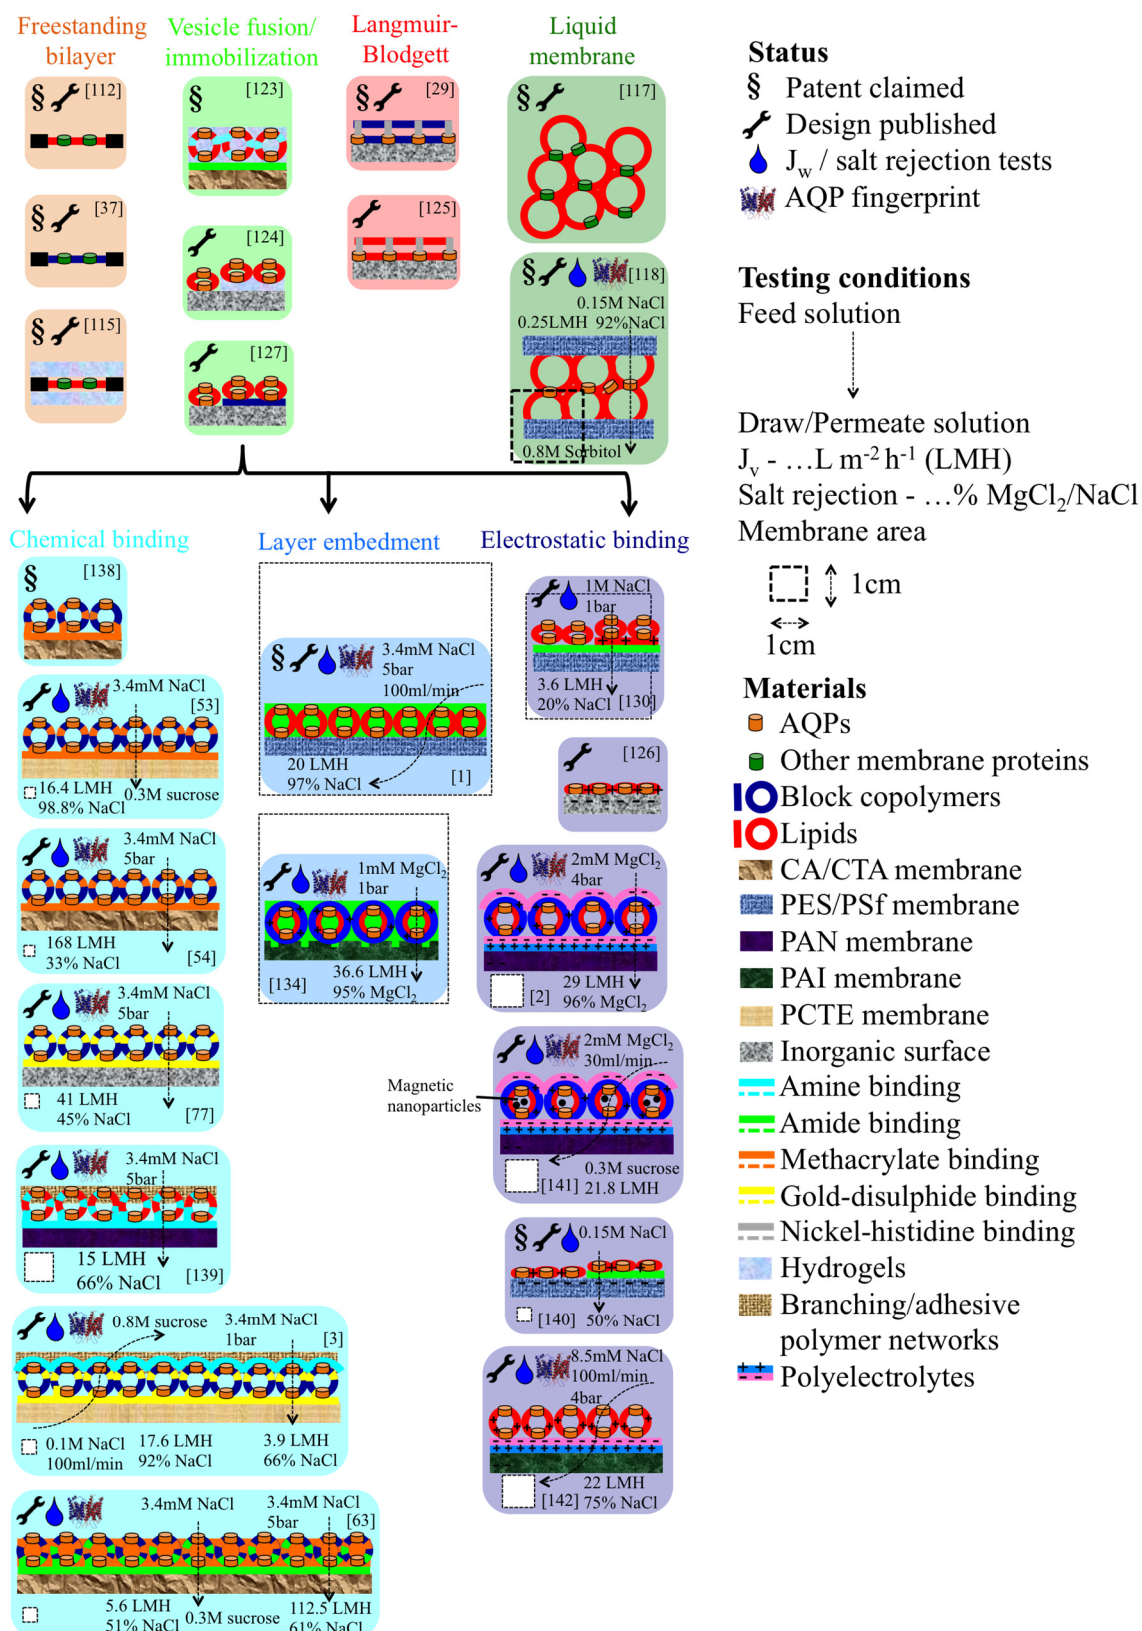 Freestanding
bilayer
§ [112]
§ [37]
§ [115]
Vesicle fusion/
immobilization
§ [123]
[124]
[127]
Langmuir-
Blodgett
§ [29]
[125]
Liquid
membrane
§ [117]
§ [118]
0.15M NaCl
0.25LMH 92%NaCl
0.8M Sorbitol
Chemical binding
§ [138]
3.4mM NaCl
[53]
16.4 LMH
98.8% NaCl
0.3M sucrose
3.4mM NaCl
5bar
168 LMH
33% NaCl
[54]
3.4mM NaCl
5bar
41 LMH
45% NaCl
[77]
3.4mM NaCl
5bar
15 LMH
66% NaCl
[139]
0.8M sucrose
3.4mM NaCl
1bar
[3]
0.1M NaCl
100ml/min
17.6 LMH
92% NaCl
3.9 LMH
66% NaCl
3.4mM NaCl
3.4mM NaCl
5bar
[63]
5.6 LMH
51% NaCl
0.3M sucrose
112.5 LMH
61% NaCl
Layer embedment
§ 3.4mM NaCl
5bar
100ml/min
20 LMH
97% NaCl
[1]
1mM MgCl₂
1bar
[134]
36.6 LMH
95% MgCl₂
Electrostatic binding
1M NaCl
1bar
3.6 LMH
20% NaCl
[130]
[126]
2mM MgCl₂
4bar
[2]
29 LMH
96% MgCl₂
2mM MgCl₂
30ml/min
Magnetic
nanoparticles
[141]
0.3M sucrose
21.8 LMH
§ 0.15M NaCl
[140]
50% NaCl
8.5mM NaCl
100ml/min
4bar
[142]
22 LMH
75% NaCl
Status
§ Patent claimed
Design published
Jw / salt rejection tests
AQP fingerprint
Testing conditions
Feed solution
Draw/Permeate solution
Jv - …L m⁻² h⁻¹ (LMH)
Salt rejection - …% MgCl₂/NaCl
Membrane area
1cm
1cm
Materials
AQPs
Other membrane proteins
Block copolymers
Lipids
CA/CTA membrane
PES/PSf membrane
PAN membrane
PAI membrane
PCTE membrane
Inorganic surface
Amine binding
Amide binding
Methacrylate binding
Gold-disulphide binding
Nickel-histidine binding
Hydrogels
Branching/adhesive
polymer networks
Polyelectrolytes